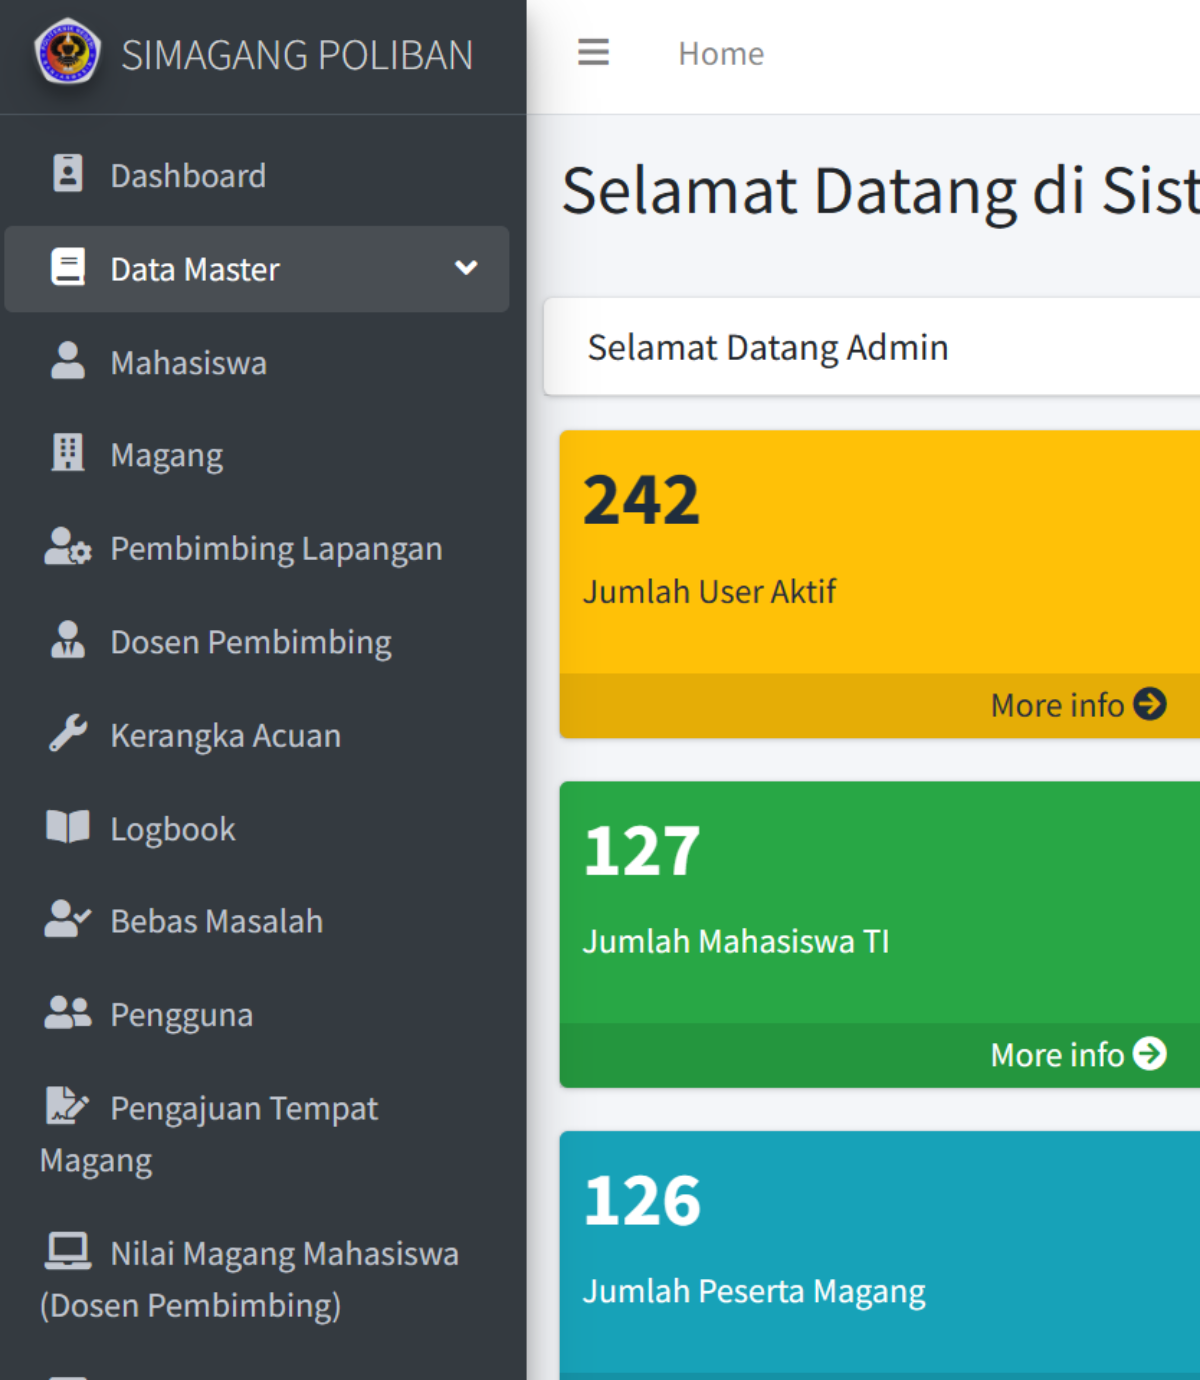 SIMAGANG POLIBAN
Dashboard
Data Master
Mahasiswa
Magang
Pembimbing Lapangan
Dosen Pembimbing
Kerangka Acuan
Logbook
Bebas Masalah
Pengguna
Pengajuan Tempat
Magang
Nilai Magang Mahasiswa
(Dosen Pembimbing)
Home
Selamat Datang di Sist
Selamat Datang Admin
242
Jumlah User Aktif
More info
127
Jumlah Mahasiswa TI
More info
126
Jumlah Peserta Magang